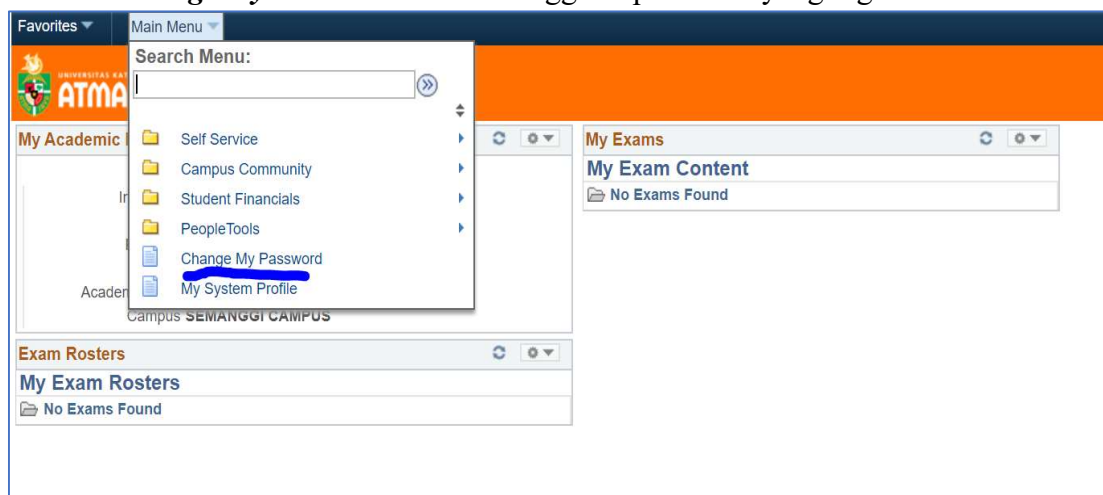 Favorites Main Menu
Search Menu:
UNIVERSITAS KAT
ATMA
Self Service
Campus Community
Student Financials
PeopleTools
Change My Password
My System Profile
My Academic
My Exams
My Exam Content
No Exams Found
Academ
Campus SEMANGGI CAMPUS
Exam Rosters
My Exam Rosters
No Exams Found